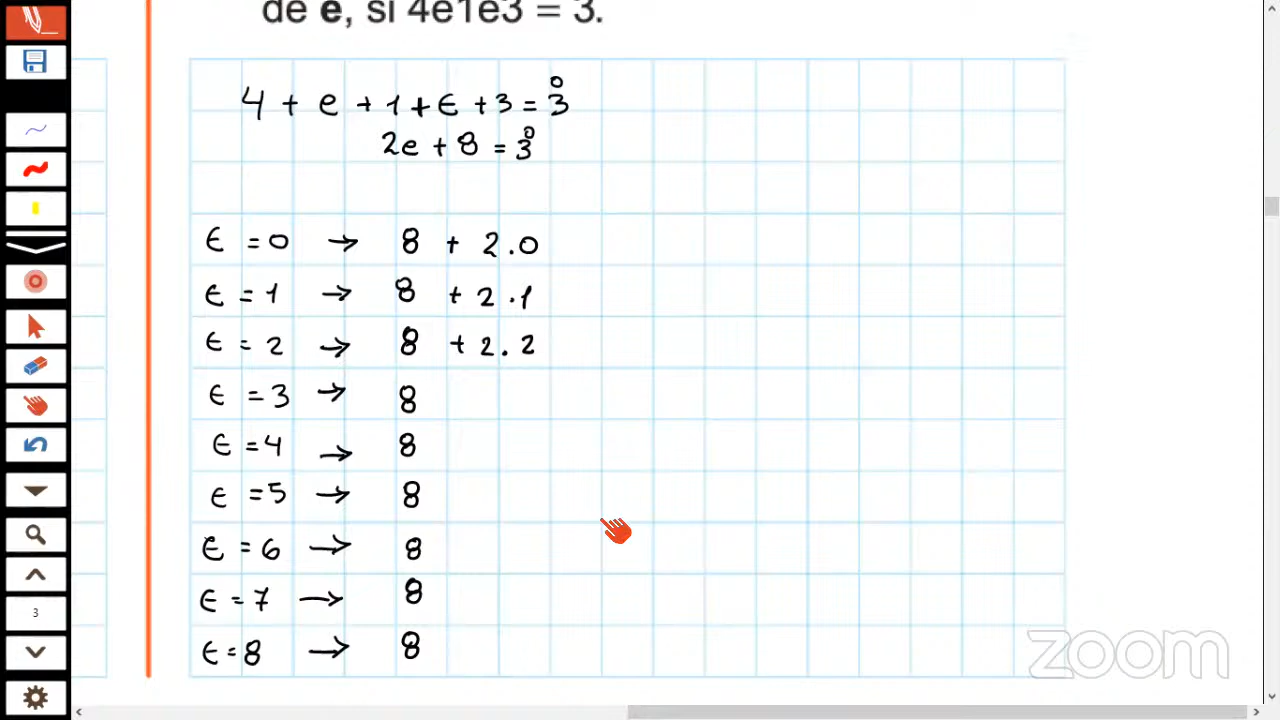 de e, si 4e1e3 = 3.
4 + e + 1 + e + 3 = 3̊
2e + 8 = 3̊
e = 0 → 8 + 2.0
e = 1 → 8 + 2.1
e = 2 → 8 + 2.2
e = 3 → 8
e = 4 → 8
e = 5 → 8
e = 6 → 8
e = 7 → 8
e = 8 → 8
3
zoom